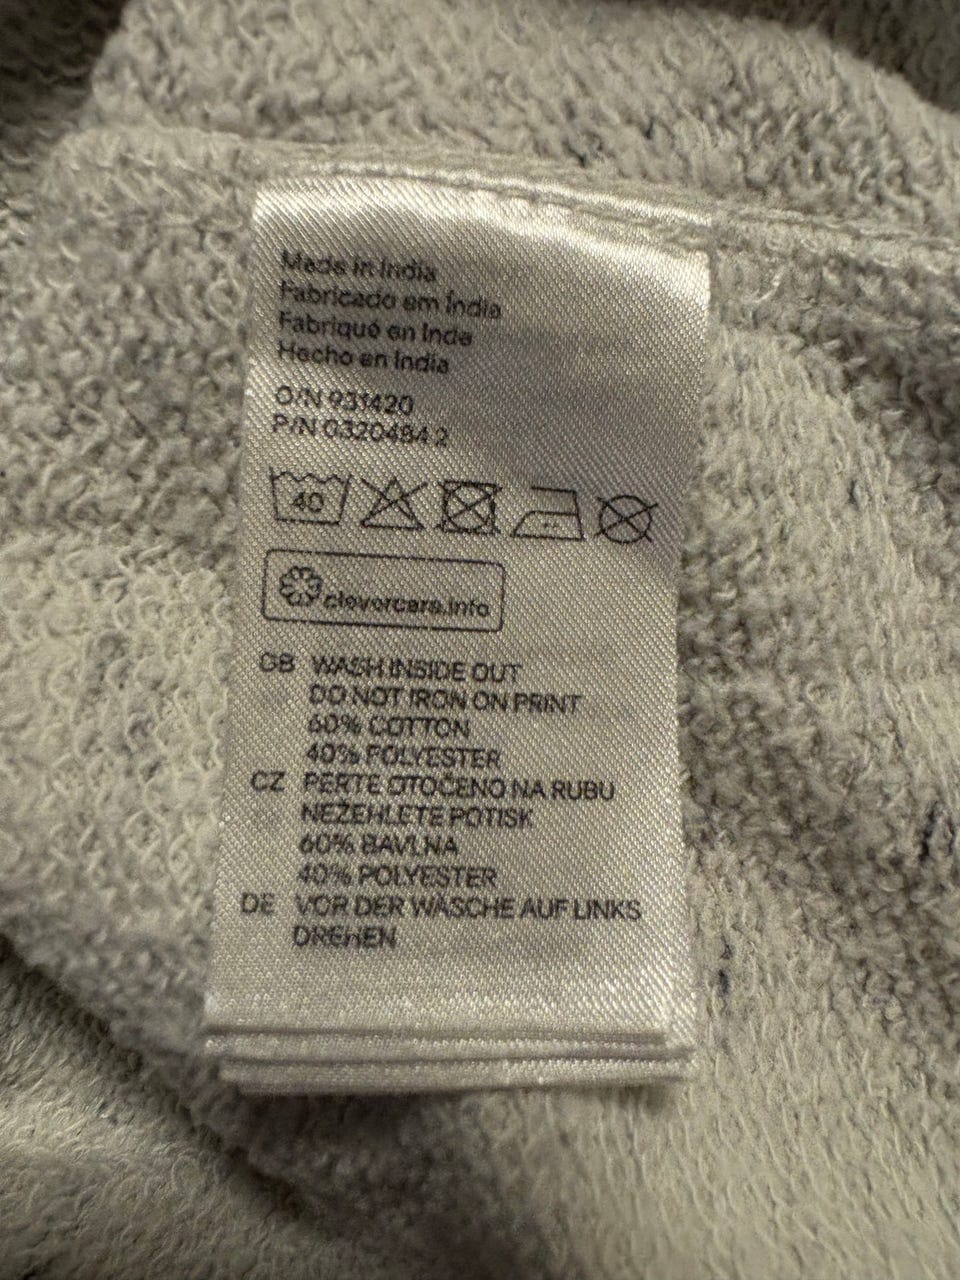 Made in India
Fabricado em Índia
Fabriqué en Inde
Hecho en India
O/N 931420
P/N 0320484 2
40
clevercare.info
GB WASH INSIDE OUT
DO NOT IRON ON PRINT
60% COTTON
40% POLYESTER
CZ PERTE OTOČENO NA RUBU
NEŽEHLETE POTISK
60% BAVLNA
40% POLYESTER
DE VOR DER WÄSCHE AUF LINKS
DREHEN